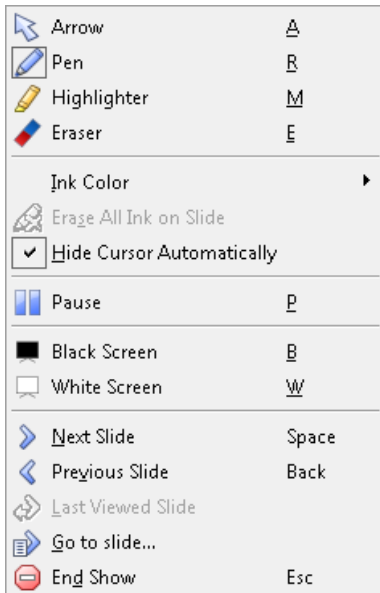 Arrow A
Pen R
Highlighter M
Eraser E
Ink Color
Erase All Ink on Slide
Hide Cursor Automatically
Pause P
Black Screen B
White Screen W
Next Slide Space
Previous Slide Back
Last Viewed Slide
Go to slide...
End Show Esc